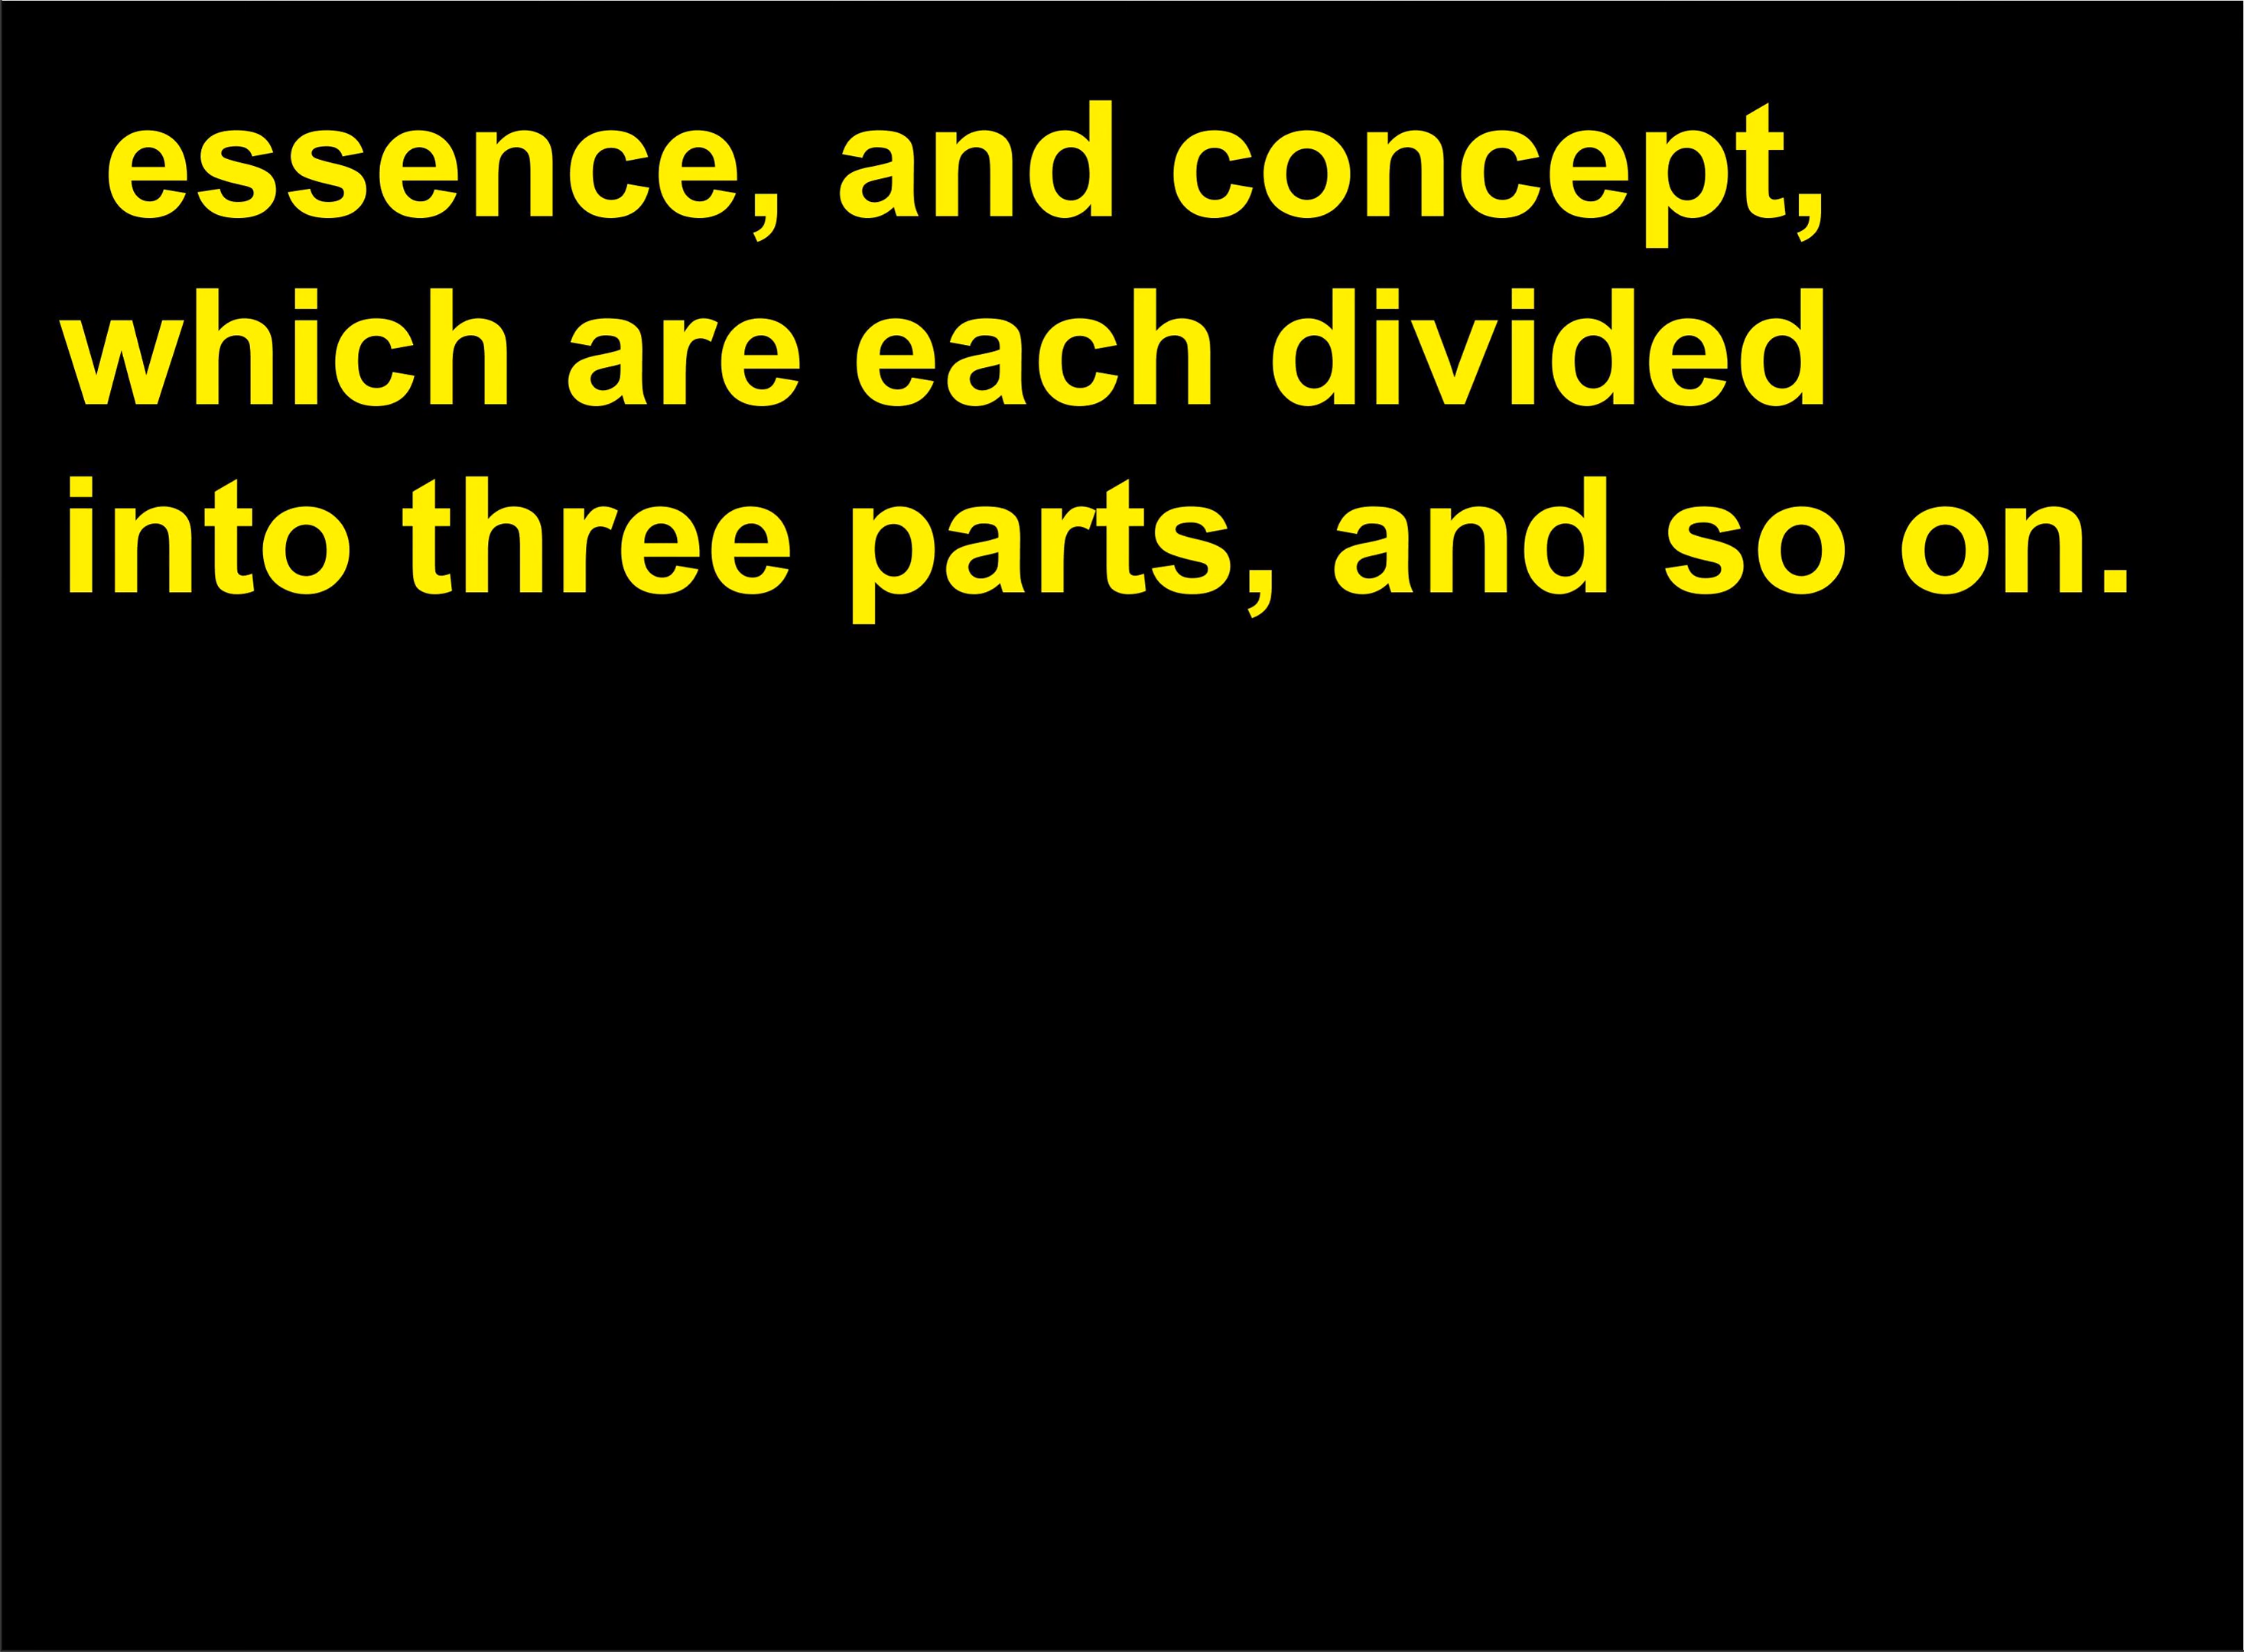 essence, and concept,
which are each divided
into three parts, and so on.